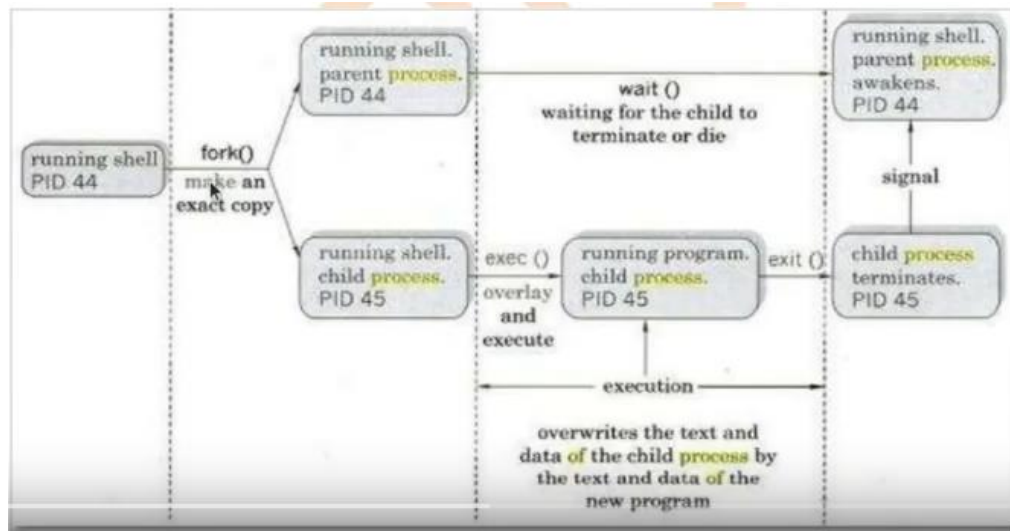 running shell.
parent process.
PID 44
wait ()
waiting for the child to
terminate or die
running shell.
parent process.
awakens.
PID 44
running shell
PID 44
fork()
make an
exact copy
signal
running shell.
child process.
PID 45
exec ()
overlay
and
execute
running program.
child process.
PID 45
exit ()
child process
terminates.
PID 45
execution
overwrites the text and
data of the child process by
the text and data of the
new program